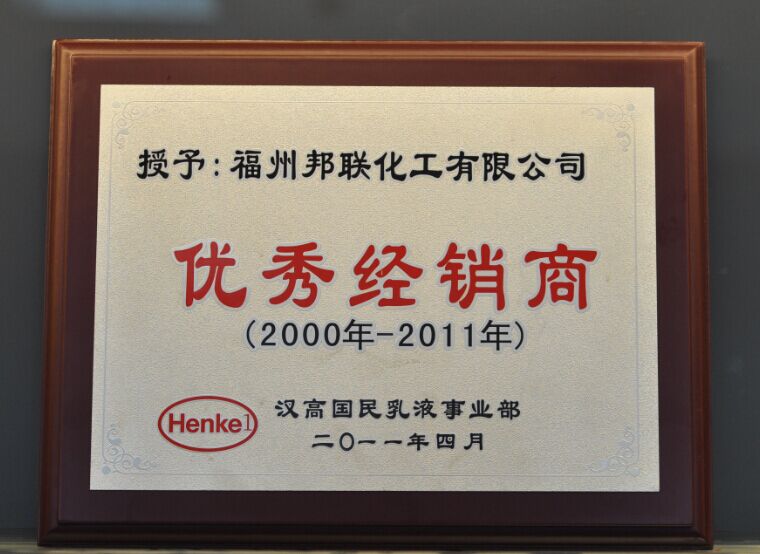 授予:福州邦联化工有限公司
优秀经销商
(2000年-2011年)
Henkel
汉高国民乳液事业部
二〇一一年四月